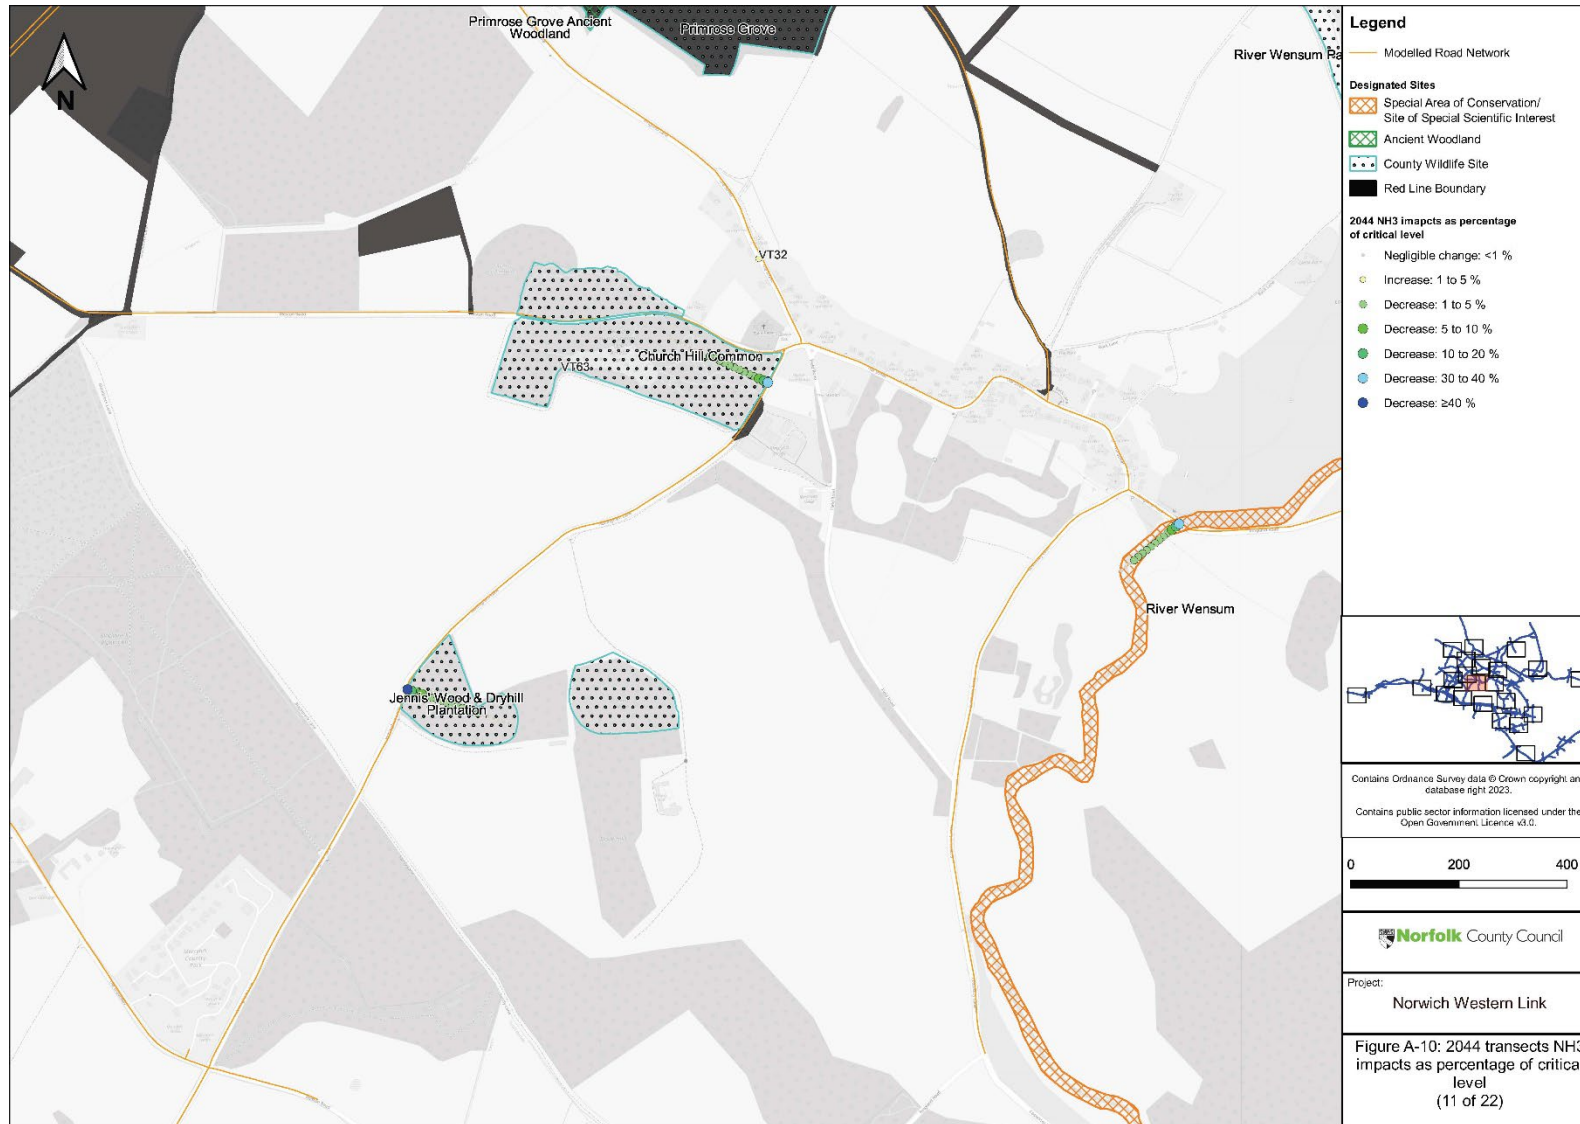 Primrose Grove Ancient
Woodland
Primrose Grove
River Wensum Pa
N
VT32
Church Hill Common
VT63
River Wensum
Jennis' Wood & Dryhill
Plantation
Legend
Modelled Road Network
Designated Sites
Special Area of Conservation/
Site of Special Scientific Interest
Ancient Woodland
County Wildlife Site
Red Line Boundary
2044 NH3 imapcts as percentage
of critical level
Negligible change: <1 %
Increase: 1 to 5 %
Decrease: 1 to 5 %
Decrease: 5 to 10 %
Decrease: 10 to 20 %
Decrease: 30 to 40 %
Decrease: ≥40 %
Contains Ordnance Survey data © Crown copyright an
database right 2023.
Contains public sector information licensed under the
Open Government Licence v3.0.
0 200 400
Norfolk County Council
Project:
Norwich Western Link
Figure A-10: 2044 transects NH3
impacts as percentage of critica
level
(11 of 22)